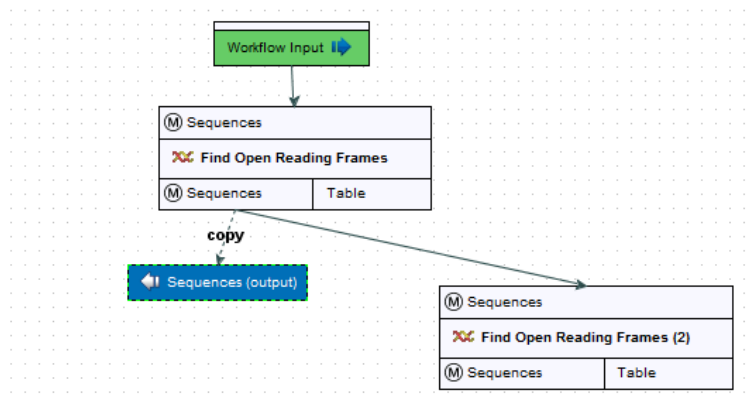 Workflow Input
M Sequences
Find Open Reading Frames
M Sequences Table
copy
Sequences (output)
M Sequences
Find Open Reading Frames (2)
M Sequences Table